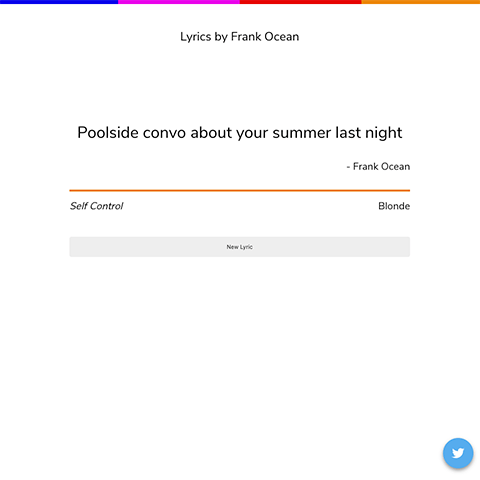 Lyrics by Frank Ocean
Poolside convo about your summer last night
- Frank Ocean
Self Control
Blonde
New Lyric